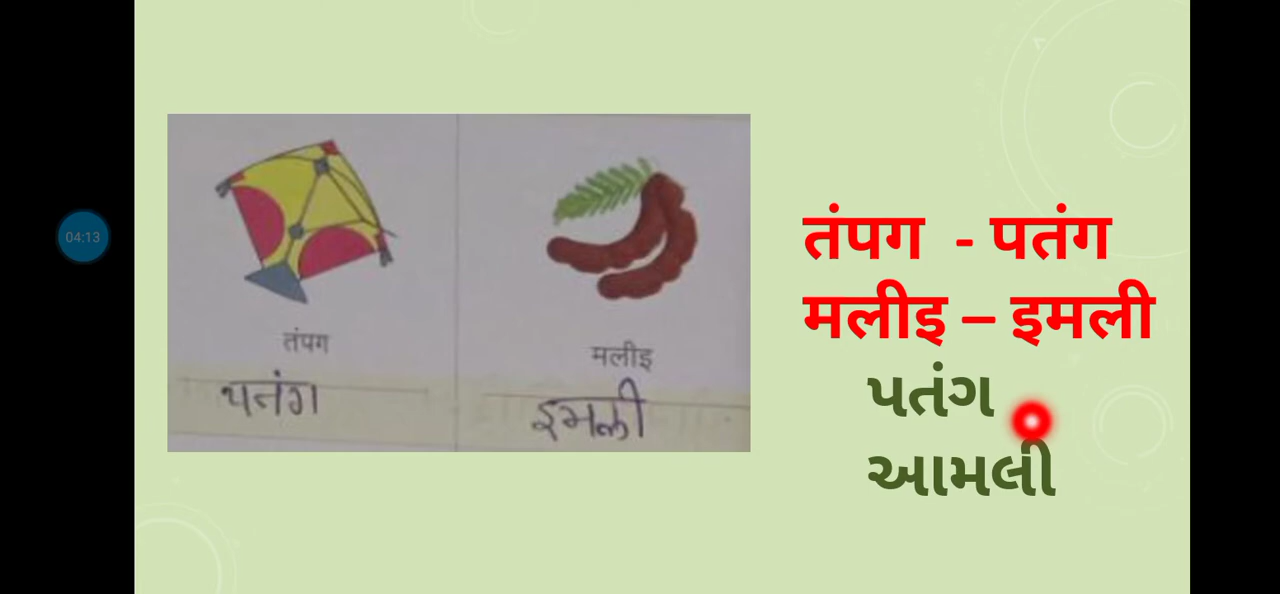 04:13
तंपग
पतंग
मलीइ
इमली
तंपग - पतंग
मलीइ – इमली
પતંગ
આમલી